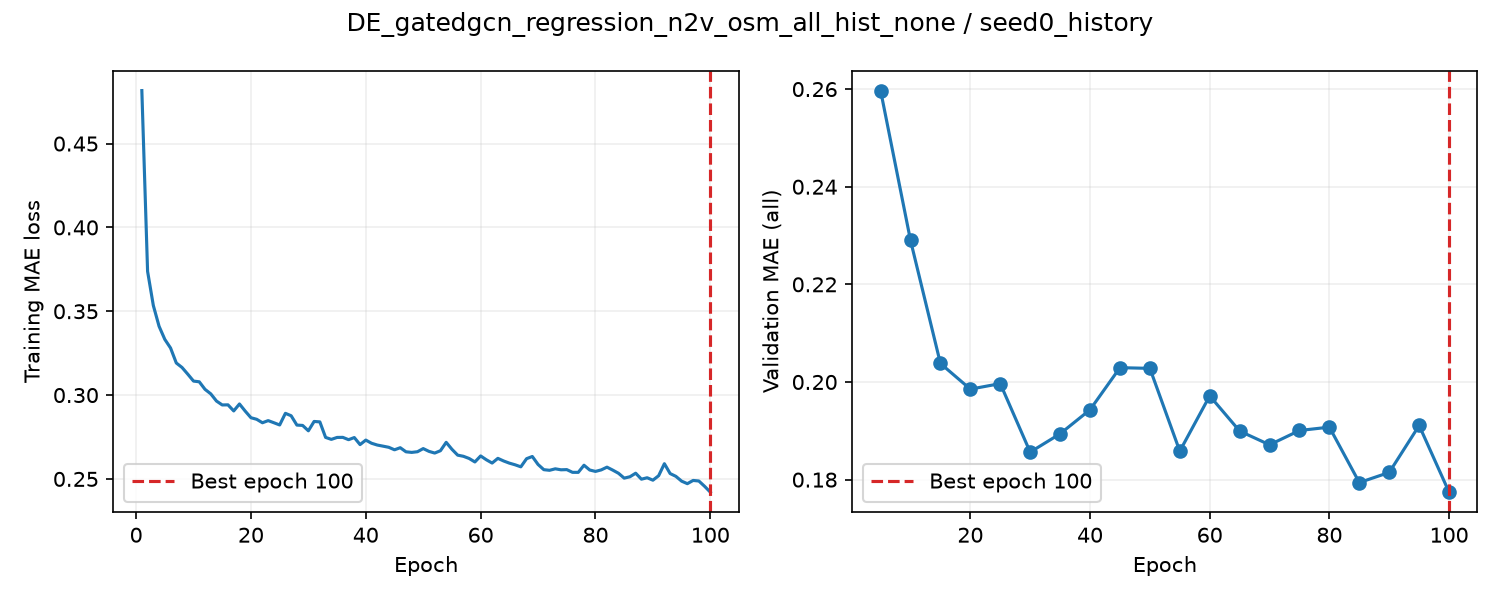 DE_gatedgcn_regression_n2v_osm_all_hist_none / seed0_history
Training MAE loss
0.45
0.40
0.35
0.30
0.25
Best epoch 100
0 20 40 60 80 100
Epoch
Validation MAE (all)
0.26
0.24
0.22
0.20
0.18
Best epoch 100
20 40 60 80 100
Epoch